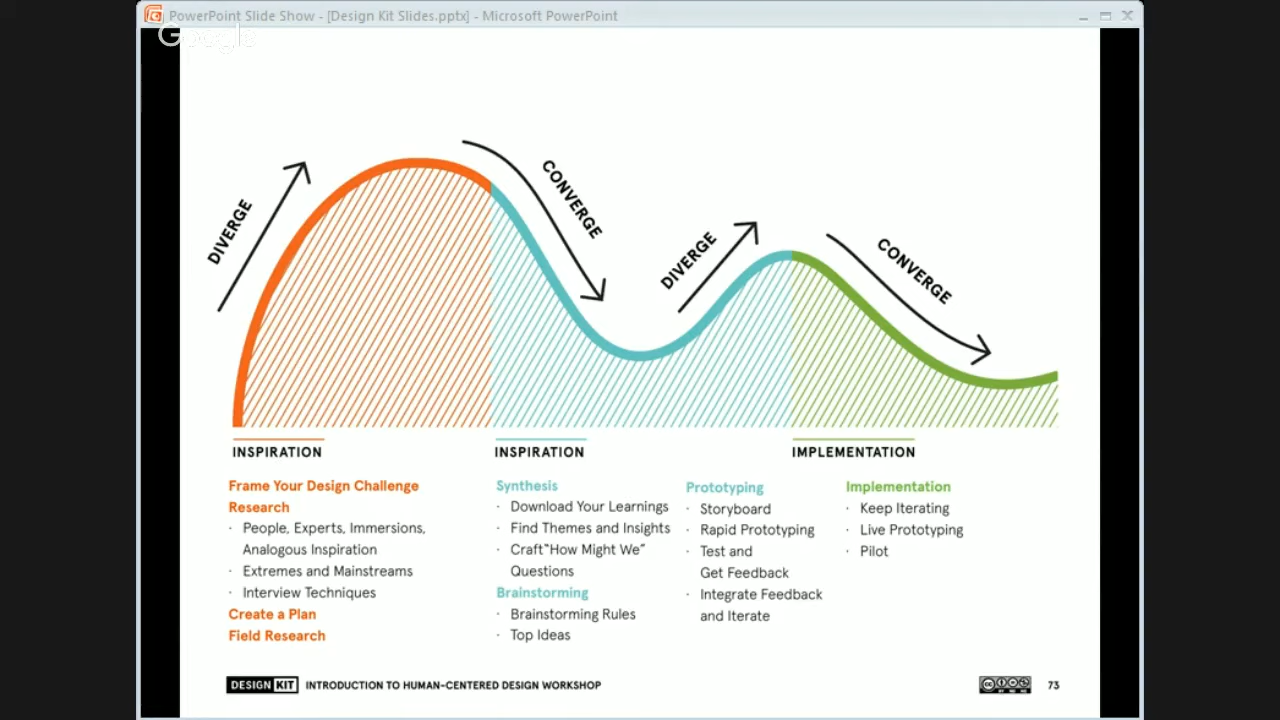 PowerPoint Slide Show - [Design Kit Slides.pptx] - Microsoft PowerPoint
Google
DIVERGE
CONVERGE
DIVERGE
CONVERGE
INSPIRATION
Frame Your Design Challenge
Research
· People, Experts, Immersions,
Analogous Inspiration
· Extremes and Mainstreams
· Interview Techniques
Create a Plan
Field Research
INSPIRATION
Synthesis
· Download Your Learnings
· Find Themes and Insights
· Craft"How Might We"
Questions
Brainstorming
· Brainstorming Rules
· Top Ideas
Prototyping
· Storyboard
· Rapid Prototyping
· Test and
Get Feedback
· Integrate Feedback
and Iterate
IMPLEMENTATION
Implementation
· Keep Iterating
· Live Prototyping
· Pilot
DESIGN KIT INTRODUCTION TO HUMAN-CENTERED DESIGN WORKSHOP
73